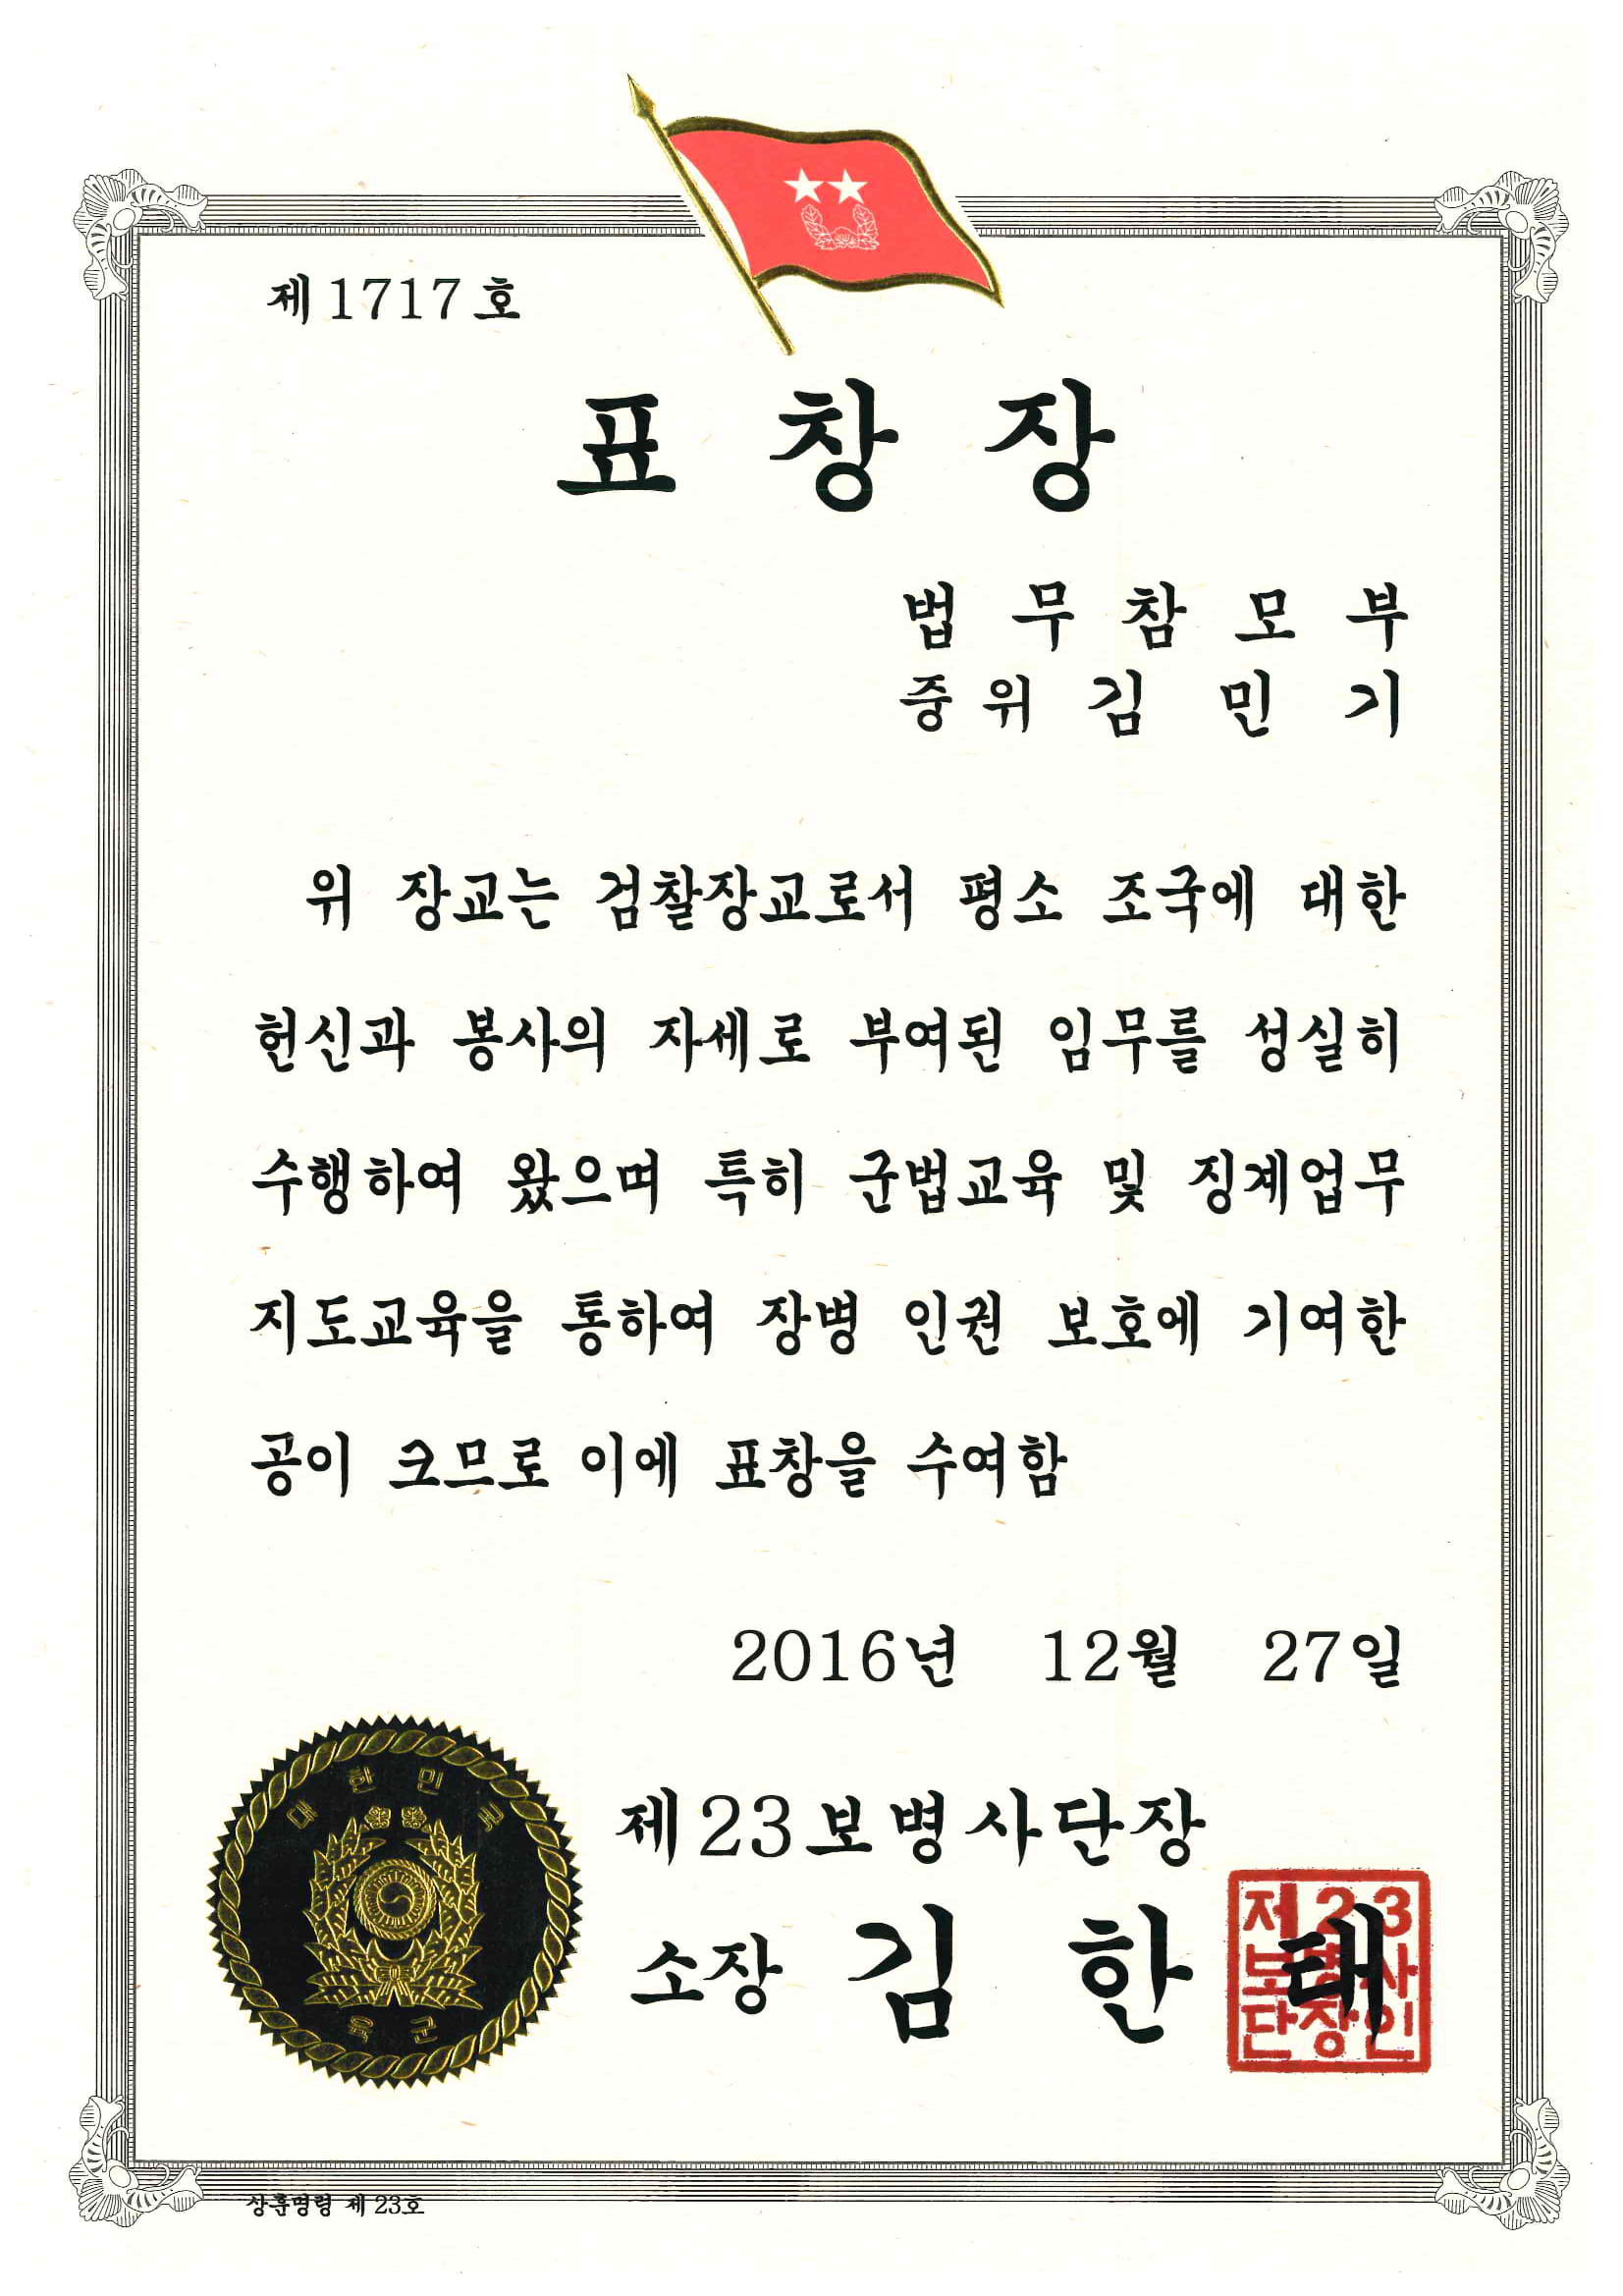 제 1717 호
표 창 장
법 무 참 모 부
중위 김 민 기
위 장교는 검찰장교로서 평소 조국에 대한
헌신과 봉사의 자세로 부여된 임무를 성실히
수행하여 왔으며 특히 군법교육 및 징계업무
지도교육을 통하여 장병 인권 보호에 기여한
공이 크므로 이에 표창을 수여함
2016년 12월 27일
대한민국
육군
제23보병사단장
소장 김 한 태
제23
보병사
단장인
상훈명령 제 23호